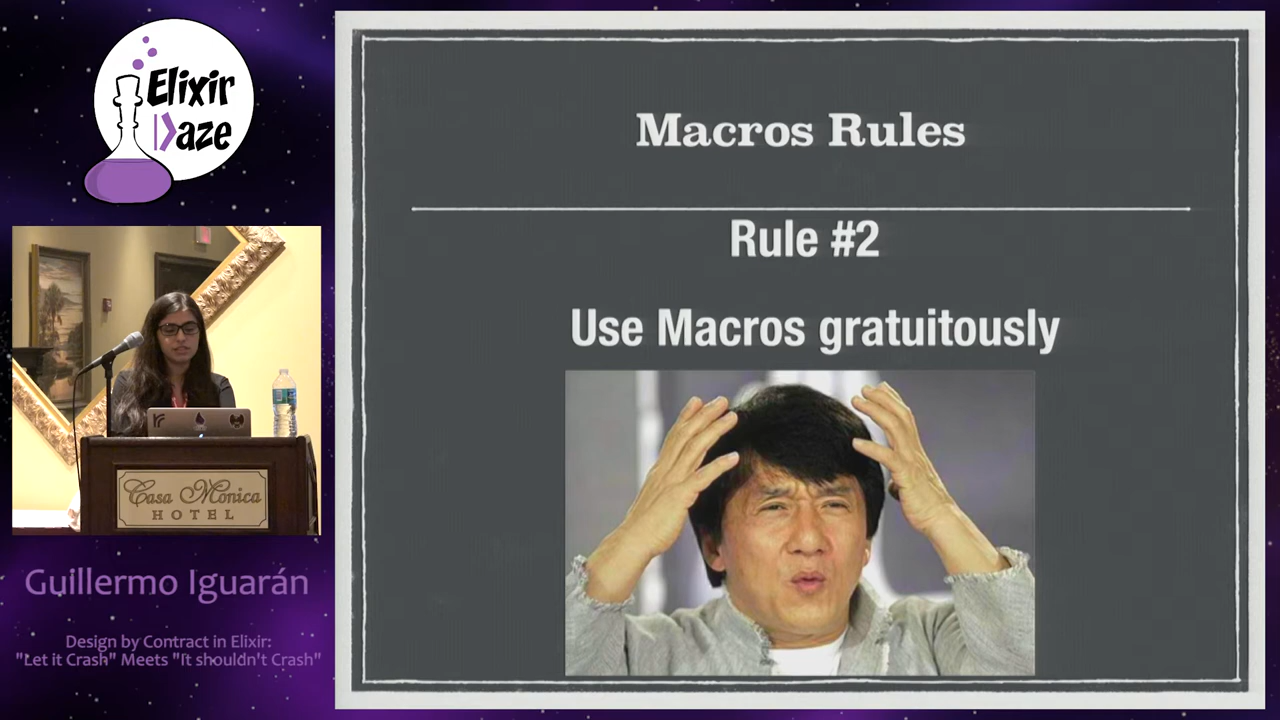 Elixir
Daze
Macros Rules
Rule #2
Use Macros gratuitously
Casa Monica
HOTEL
Guillermo Iguarán
Design by Contract in Elixir:
"Let it Crash" Meets "It shouldn't Crash"